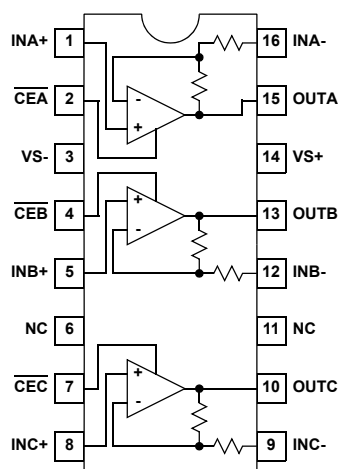 INA+ 1 16 INA-
CEA 2 15 OUTA
VS- 3 14 VS+
CEB 4 13 OUTB
INB+ 5 12 INB-
NC 6 11 NC
CEC 7 10 OUTC
INC+ 8 9 INC-
-
+
+
-
+
-